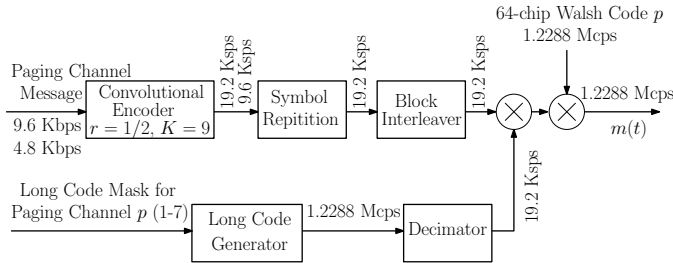 64-chip Walsh Code p
1.2288 Mcps
Paging Channel
Message
9.6 Kbps
4.8 Kbps
Convolutional
Encoder
r = 1/2, K = 9
19.2 Ksps
9.6 Ksps
Symbol
Repitition
19.2 Ksps
Block
Interleaver
19.2 Ksps
1.2288 Mcps
m(t)
Long Code Mask for
Paging Channel p (1-7)
Long Code
Generator
1.2288 Mcps
Decimator
19.2 Ksps